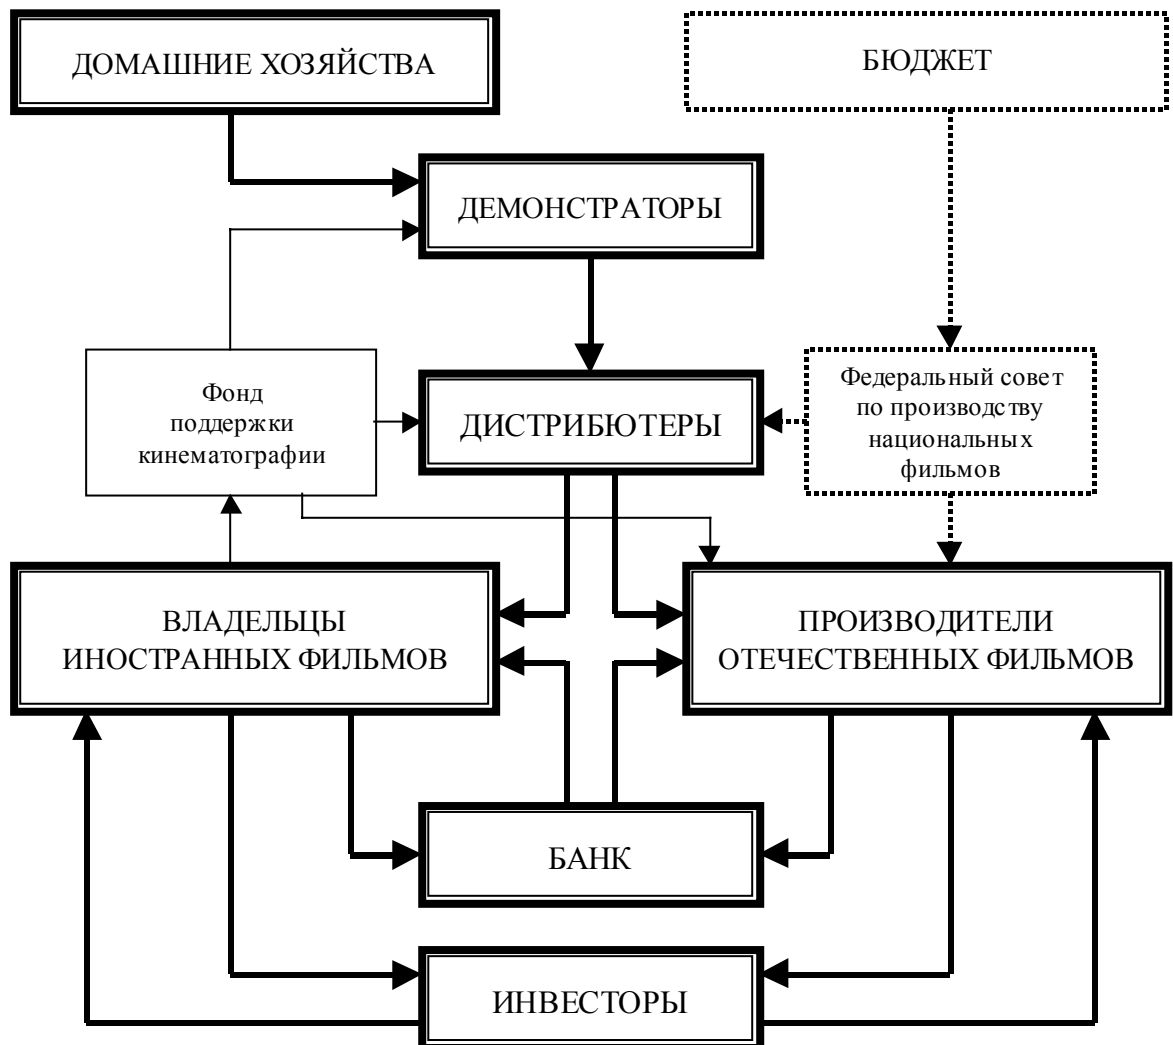 ДОМАШНИЕ ХОЗЯЙСТВА
БЮДЖЕТ
ДЕМОНСТРАТОРЫ
Фонд
поддержки
кинематографии
ДИСТРИБЮТЕРЫ
Федеральный совет
по производству
национальных
фильмов
ВЛАДЕЛЬЦЫ
ИНОСТРАННЫХ ФИЛЬМОВ
ПРОИЗВОДИТЕЛИ
ОТЕЧЕСТВЕННЫХ ФИЛЬМОВ
БАНК
ИНВЕСТОРЫ